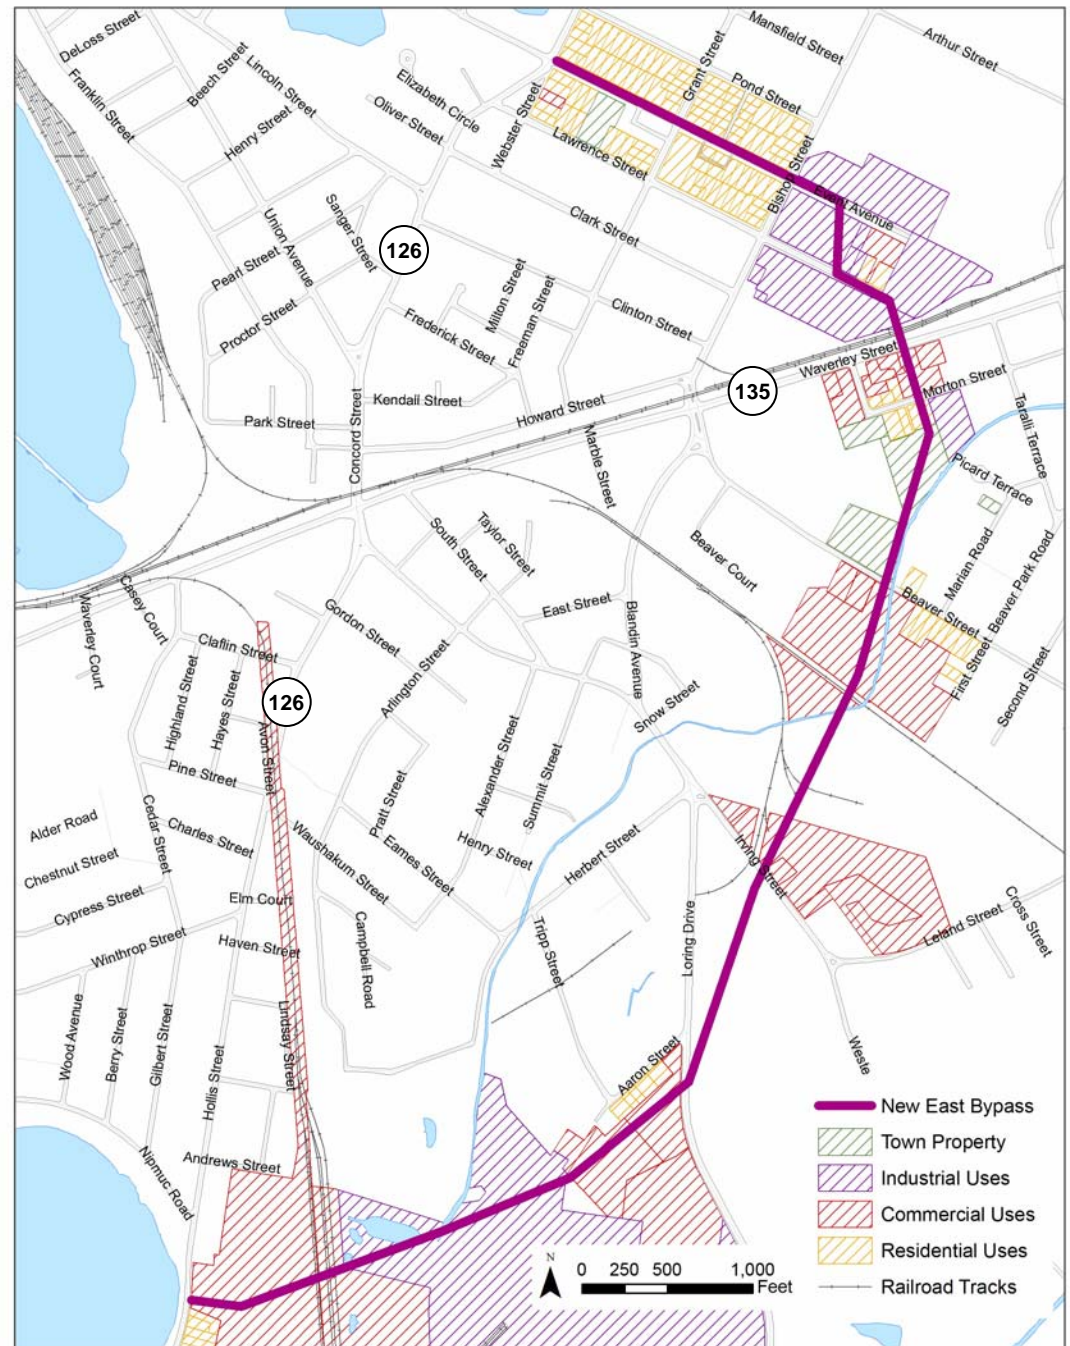 DeLoss Street
Franklin Street
Beech Street
Lincoln Street
Henry Street
Elizabeth Circle
Oliver Street
Webster Street
Lawrence Street
Grant Street
Mansfield Street
Pond Street
Arthur Street
Bishop Street
Clark Street
Union Avenue
Sanger Street
126
Pearl Street
Proctor Street
Frederick Street
Milton Street
Freeman Street
Clinton Street
Waverley Street
135
Morton Street
Taralli Terrace
Park Street
Kendall Street
Howard Street
Concord Street
Marble Street
Picard Terrace
South Street
Taylor Street
Beaver Court
Marian Road
Beaver Park Road
Waverley Court
Casey Court
Claflin Street
Gordon Street
East Street
Blandin Avenue
Beaver Street
First Street
Second Street
Highland Street
Hayes Street
126
Avon Street
Arlington Street
Snow Street
Pine Street
Pratt Street
Alexander Street
Summit Street
Alder Road
Cedar Street
Charles Street
Waushakum Street
Eames Street
Henry Street
Herbert Street
Irving Street
Chestnut Street
Cypress Street
Elm Court
Winthrop Street
Haven Street
Campbell Road
Tripp Street
Loring Drive
Leland Street
Cross Street
Wood Avenue
Berry Street
Gilbert Street
Hollis Street
Lindsay Street
Aaron Street
Weste
Nipmuc Road
Andrews Street
New East Bypass
Town Property
Industrial Uses
Commercial Uses
Residential Uses
Railroad Tracks
N
0 250 500 1,000
Feet